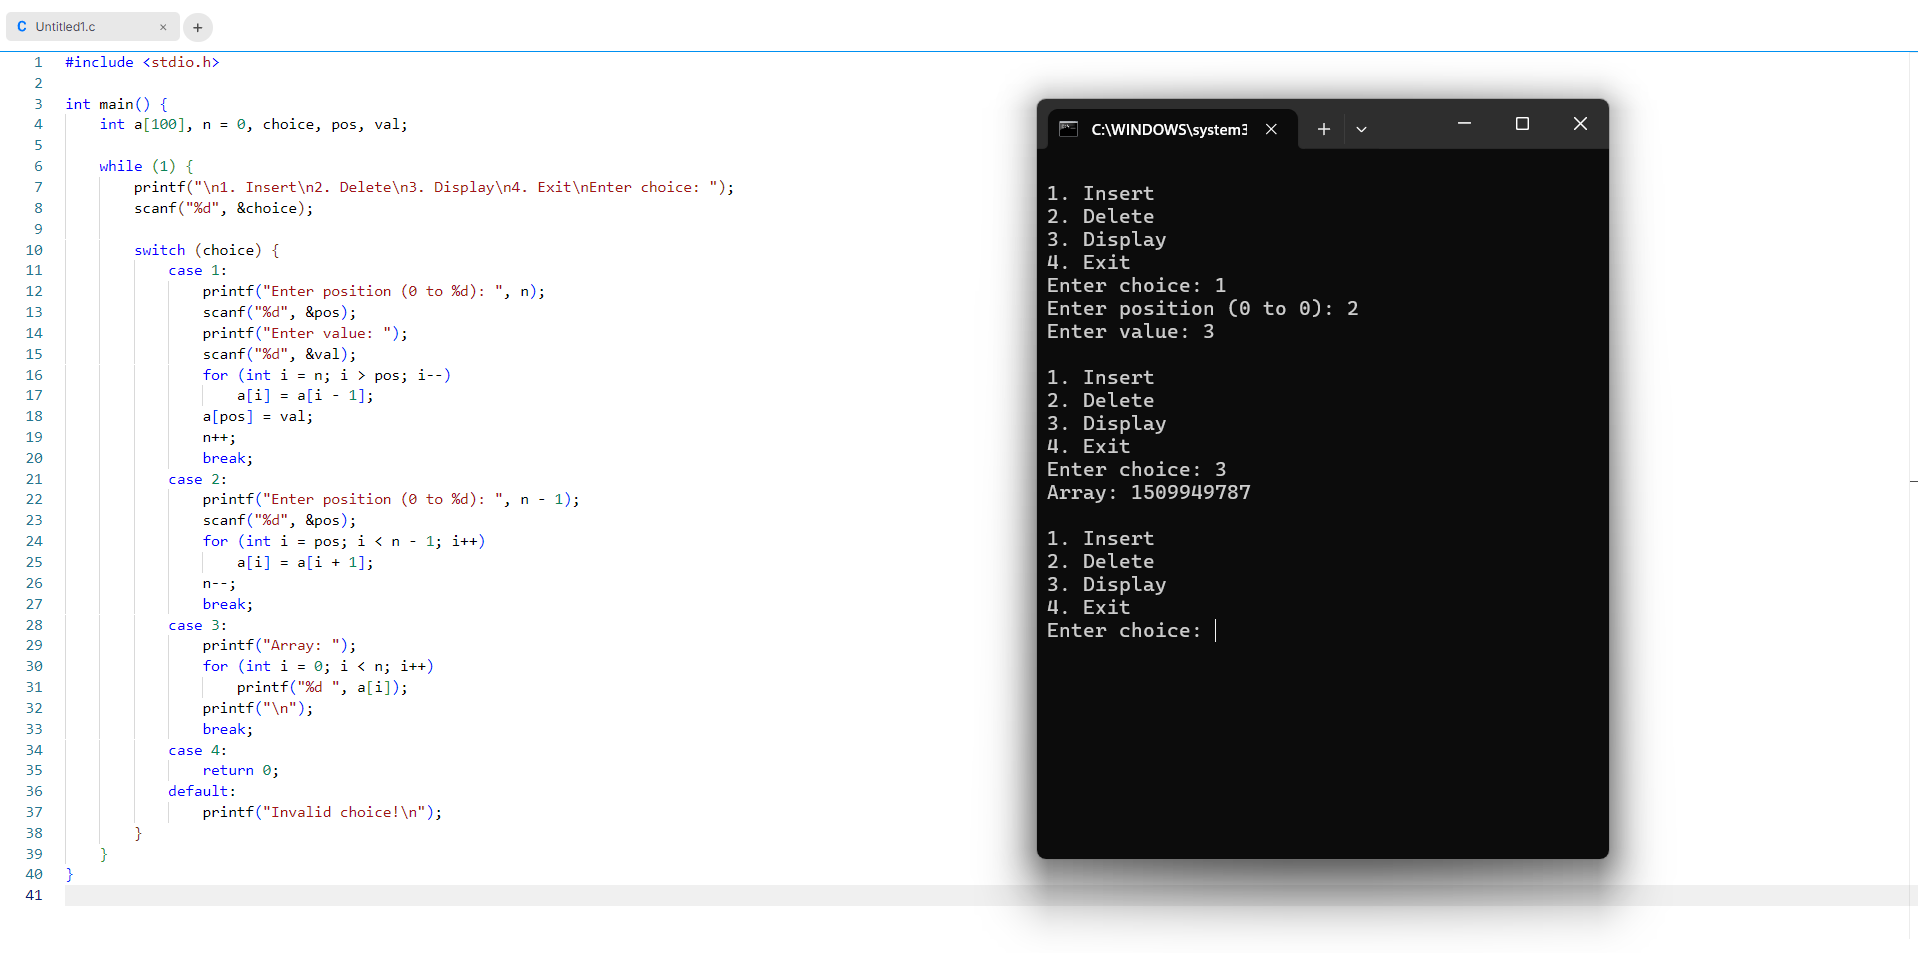 C Untitled1.c × +
1 #include <stdio.h>
2
3 int main() {
4     int a[100], n = 0, choice, pos, val;
5
6     while (1) {
7         printf("\n1. Insert\n2. Delete\n3. Display\n4. Exit\nEnter choice: ");
8         scanf("%d", &choice);
9
10         switch (choice) {
11             case 1:
12                 printf("Enter position (0 to %d): ", n);
13                 scanf("%d", &pos);
14                 printf("Enter value: ");
15                 scanf("%d", &val);
16                 for (int i = n; i > pos; i--)
17                     a[i] = a[i - 1];
18                 a[pos] = val;
19                 n++;
20                 break;
21             case 2:
22                 printf("Enter position (0 to %d): ", n - 1);
23                 scanf("%d", &pos);
24                 for (int i = pos; i < n - 1; i++)
25                     a[i] = a[i + 1];
26                 n--;
27                 break;
28             case 3:
29                 printf("Array: ");
30                 for (int i = 0; i < n; i++)
31                     printf("%d ", a[i]);
32                 printf("\n");
33                 break;
34             case 4:
35                 return 0;
36             default:
37                 printf("Invalid choice!\n");
38         }
39     }
40 }
41
C:\WINDOWS\system3
1. Insert
2. Delete
3. Display
4. Exit
Enter choice: 1
Enter position (0 to 0): 2
Enter value: 3
1. Insert
2. Delete
3. Display
4. Exit
Enter choice: 3
Array: 1509949787
1. Insert
2. Delete
3. Display
4. Exit
Enter choice: